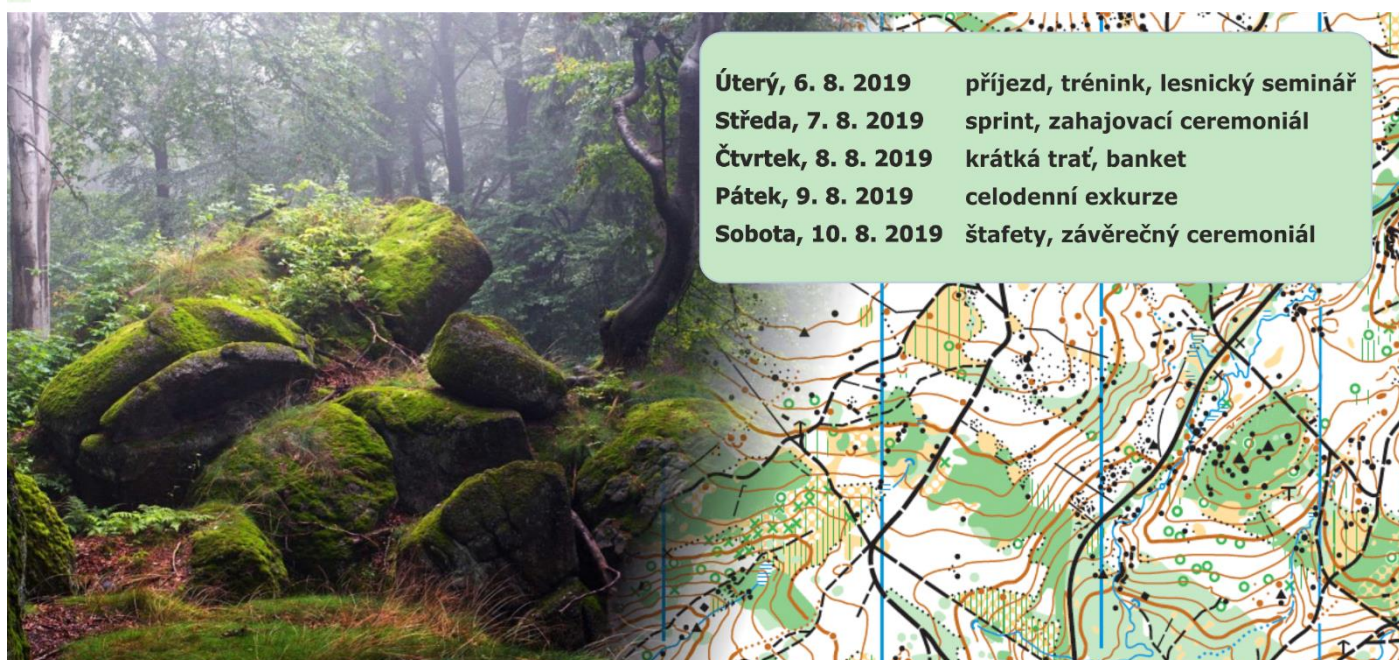 Úterý, 6. 8. 2019 příjezd, trénink, lesnický seminář
Středa, 7. 8. 2019 sprint, zahajovací ceremoniál
Čtvrtek, 8. 8. 2019 krátká trať, banket
Pátek, 9. 8. 2019 celodenní exkurze
Sobota, 10. 8. 2019 štafety, závěrečný ceremoniál